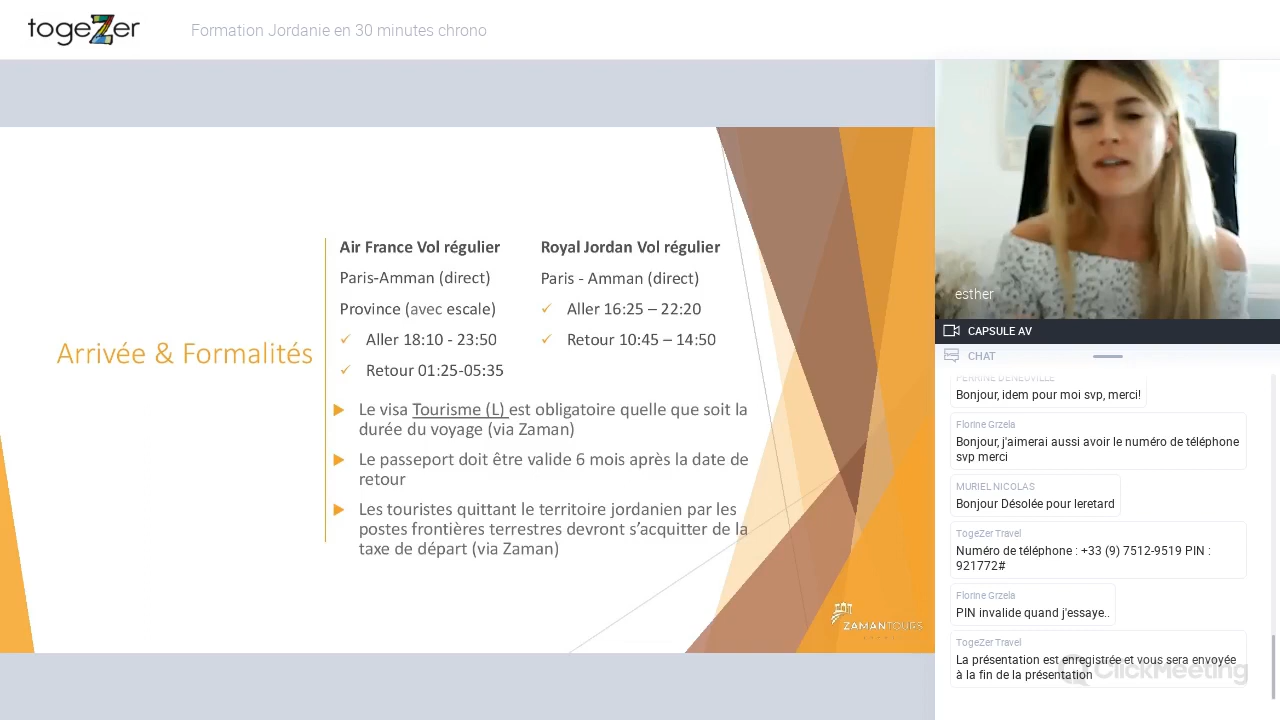 togeZer
Formation Jordanie en 30 minutes chrono
Arrivée & Formalités
Air France Vol régulier
Paris-Amman (direct)
Province (avec escale)
Aller 18:10 - 23:50
Retour 01:25-05:35
Royal Jordan Vol régulier
Paris - Amman (direct)
Aller 16:25 – 22:20
Retour 10:45 – 14:50
Le visa Tourisme (L) est obligatoire quelle que soit la
durée du voyage (via Zaman)
Le passeport doit être valide 6 mois après la date de
retour
Les touristes quittant le territoire jordanien par les
postes frontières terrestres devront s’acquitter de la
taxe de départ (via Zaman)
ZAMANTOURS
esther
CAPSULE AV
CHAT
PERRINE DENEUVILLE
Bonjour, idem pour moi svp, merci!
Florine Grzela
Bonjour, j'aimerai aussi avoir le numéro de téléphone
svp merci
MURIEL NICOLAS
Bonjour Désolée pour leretard
TogeZer Travel
Numéro de téléphone : +33 (9) 7512-9519 PIN :
921772#
Florine Grzela
PIN invalide quand j'essaye..
TogeZer Travel
La présentation est enregistrée et vous sera envoyée
à la fin de la présentation
ClickMeeting